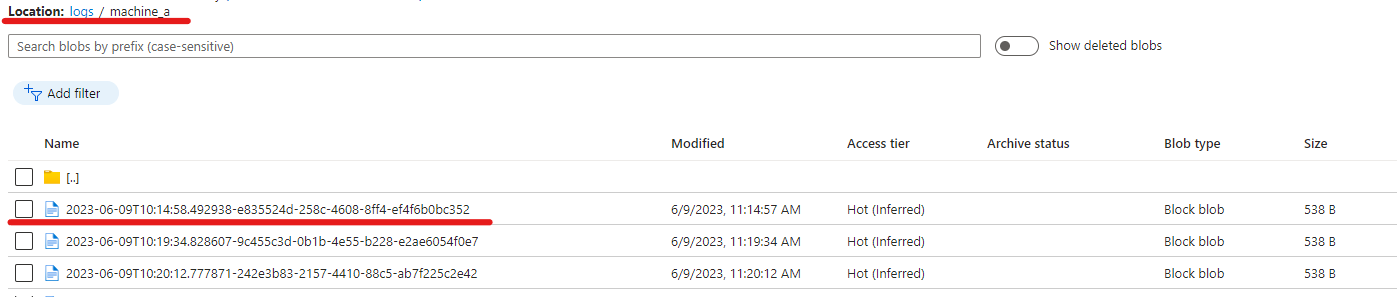 Location: logs / machine_a
Search blobs by prefix (case-sensitive) Show deleted blobs
Add filter
Name Modified Access tier Archive status Blob type Size
[..]
2023-06-09T10:14:58.492938-e835524d-258c-4608-8ff4-ef4f6b0bc352 6/9/2023, 11:14:57 AM Hot (Inferred) Block blob 538 B
2023-06-09T10:19:34.828607-9c455c3d-0b1b-4e55-b228-e2ae6054f0e7 6/9/2023, 11:19:34 AM Hot (Inferred) Block blob 538 B
2023-06-09T10:20:12.777871-242e3b83-2157-4410-88c5-ab7f225c2e42 6/9/2023, 11:20:12 AM Hot (Inferred) Block blob 538 B